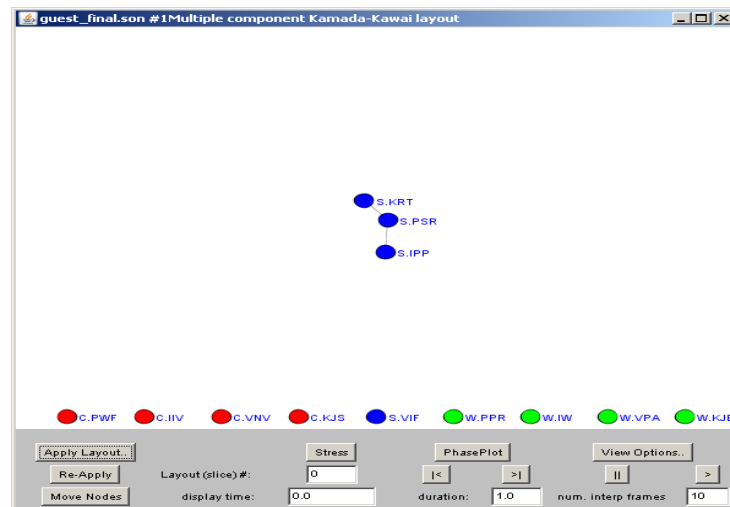 guest_final.son #1Multiple component Kamada-Kawai layout
S.KRT
S.PSR
S.IPP
C.PWF C.IIV C.VNV C.KJS S.VIF W.PPR W.IW W.VPA W.KJE
Apply Layout.. Stress PhasePlot View Options..
Re-Apply Layout (slice) #: 0 |< >| || >
Move Nodes display time: 0.0 duration: 1.0 num. interp frames 10